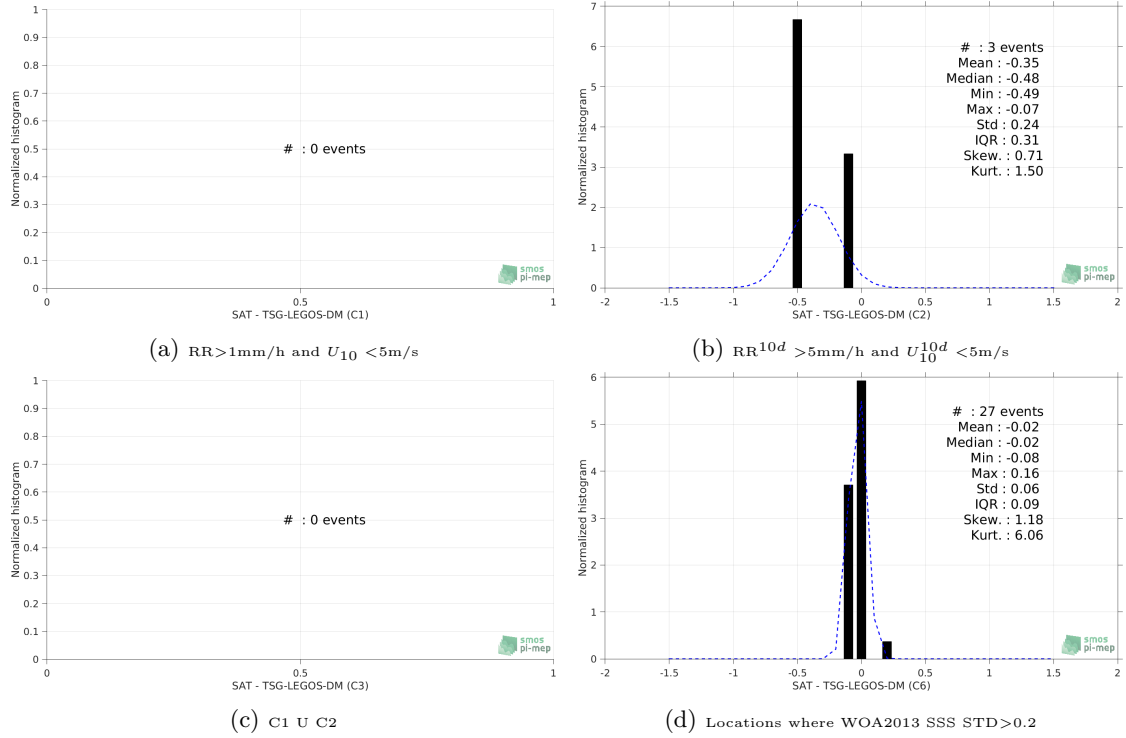 1
0.9
0.8
0.7
0.6
0.5
0.4
0.3
0.2
0.1
0
Normalized histogram
# : 0 events
smos
pi-mep
0 0.5 1
SAT - TSG-LEGOS-DM (C1)
(a) RR>1mm/h and U10 <5m/s
7
6
5
4
3
2
1
0
Normalized histogram
# : 3 events
Mean : -0.35
Median : -0.48
Min : -0.49
Max : -0.07
Std : 0.24
IQR : 0.31
Skew. : 0.71
Kurt. : 1.50
smos
pi-mep
-2 -1.5 -1 -0.5 0 0.5 1 1.5 2
SAT - TSG-LEGOS-DM (C2)
(b) RR^10d >5mm/h and U10^10d <5m/s
1
0.9
0.8
0.7
0.6
0.5
0.4
0.3
0.2
0.1
0
Normalized histogram
# : 0 events
smos
pi-mep
0 0.5 1
SAT - TSG-LEGOS-DM (C3)
(c) C1 U C2
6
5
4
3
2
1
0
Normalized histogram
# : 27 events
Mean : -0.02
Median : -0.02
Min : -0.08
Max : 0.16
Std : 0.06
IQR : 0.09
Skew. : 1.18
Kurt. : 6.06
smos
pi-mep
-2 -1.5 -1 -0.5 0 0.5 1 1.5 2
SAT - TSG-LEGOS-DM (C6)
(d) Locations where WOA2013 SSS STD>0.2